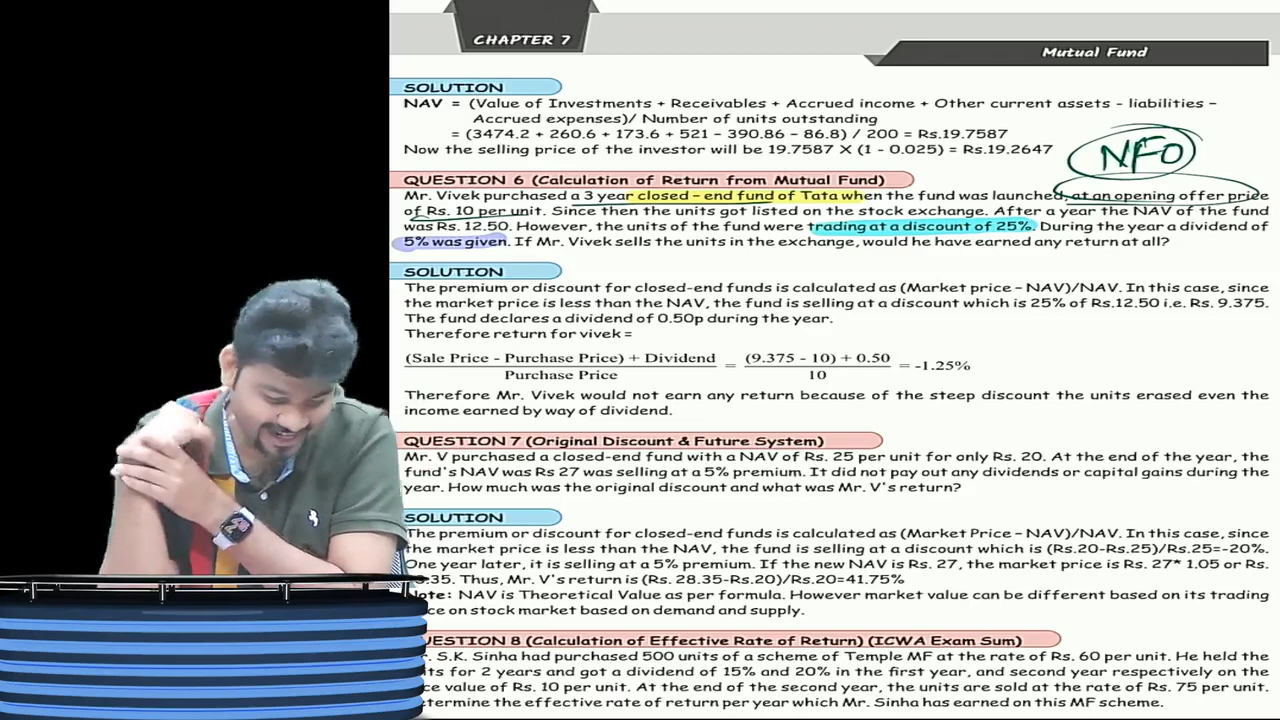 CHAPTER 7
Mutual Fund
SOLUTION
NAV = (Value of Investments + Receivables + Accrued income + Other current assets - liabilities –
Accrued expenses)/ Number of units outstanding
= (3474.2 + 260.6 + 173.6 + 521 – 390.86 – 86.8) / 200 = Rs.19.7587
Now the selling price of the investor will be 19.7587 X (1 - 0.025) = Rs.19.2647
NFO
QUESTION 6 (Calculation of Return from Mutual Fund)
Mr. Vivek purchased a 3 year closed – end fund of Tata when the fund was launched, at an opening offer price
of Rs. 10 per unit. Since then the units got listed on the stock exchange. After a year the NAV of the fund
was Rs. 12.50. However, the units of the fund were trading at a discount of 25%. During the year a dividend of
5% was given. If Mr. Vivek sells the units in the exchange, would he have earned any return at all?
SOLUTION
The premium or discount for closed-end funds is calculated as (Market price – NAV)/NAV. In this case, since
the market price is less than the NAV, the fund is selling at a discount which is 25% of Rs.12.50 i.e. Rs. 9.375.
The fund declares a dividend of 0.50p during the year.
Therefore return for vivek =
(Sale Price - Purchase Price) + Dividend = (9.375 - 10) + 0.50 = -1.25%
Purchase Price 10
Therefore Mr. Vivek would not earn any return because of the steep discount the units erased even the
income earned by way of dividend.
QUESTION 7 (Original Discount & Future System)
Mr. V purchased a closed-end fund with a NAV of Rs. 25 per unit for only Rs. 20. At the end of the year, the
fund's NAV was Rs 27 was selling at a 5% premium. It did not pay out any dividends or capital gains during the
year. How much was the original discount and what was Mr. V's return?
SOLUTION
The premium or discount for closed-end funds is calculated as (Market Price – NAV)/NAV. In this case, since
the market price is less than the NAV, the fund is selling at a discount which is (Rs.20-Rs.25)/Rs.25=-20%.
One year later, it is selling at a 5% premium. If the new NAV is Rs. 27, the market price is Rs. 27* 1.05 or Rs.
.35. Thus, Mr. V's return is (Rs. 28.35-Rs.20)/Rs.20=41.75%
ote: NAV is Theoretical Value as per formula. However market value can be different based on its trading
ce on stock market based on demand and supply.
UESTION 8 (Calculation of Effective Rate of Return) (ICWA Exam Sum)
r. S.K. Sinha had purchased 500 units of a scheme of Temple MF at the rate of Rs. 60 per unit. He held the
its for 2 years and got a dividend of 15% and 20% in the first year, and second year respectively on the
ce value of Rs. 10 per unit. At the end of the second year, the units are sold at the rate of Rs. 75 per unit.
etermine the effective rate of return per year which Mr. Sinha has earned on this MF scheme.